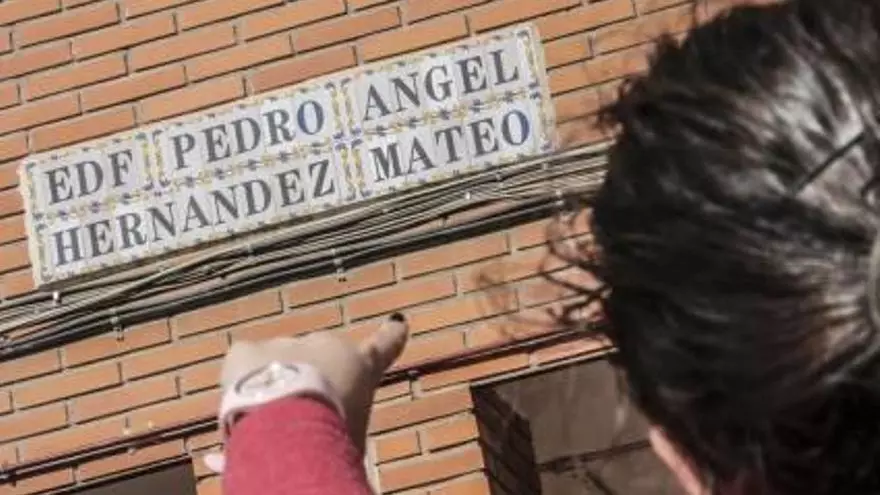 EDF PEDRO ANGEL
HERNANDEZ MATEO